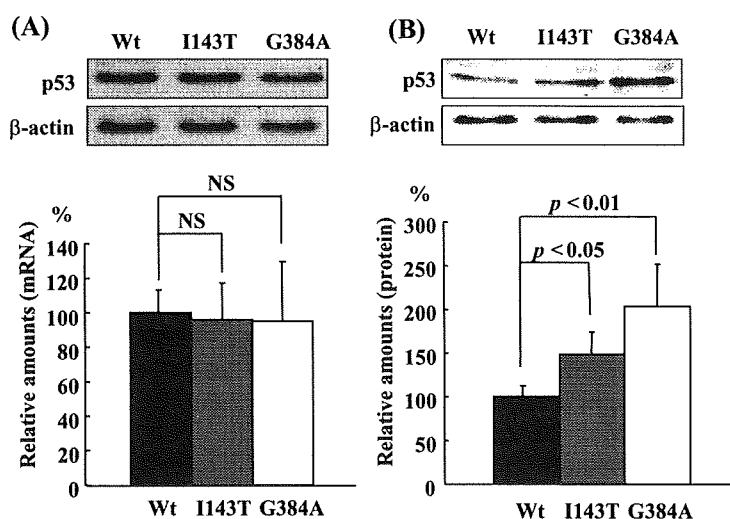 (A)
Wt I143T G384A
p53
β-actin
NS
NS
%
140
120
100
80
60
40
20
0
Relative amounts (mRNA)
Wt I143T G384A
(B)
Wt I143T G384A
p53
β-actin
%
p < 0.01
p < 0.05
300
250
200
150
100
50
0
Relative amounts (protein)
Wt I143T G384A